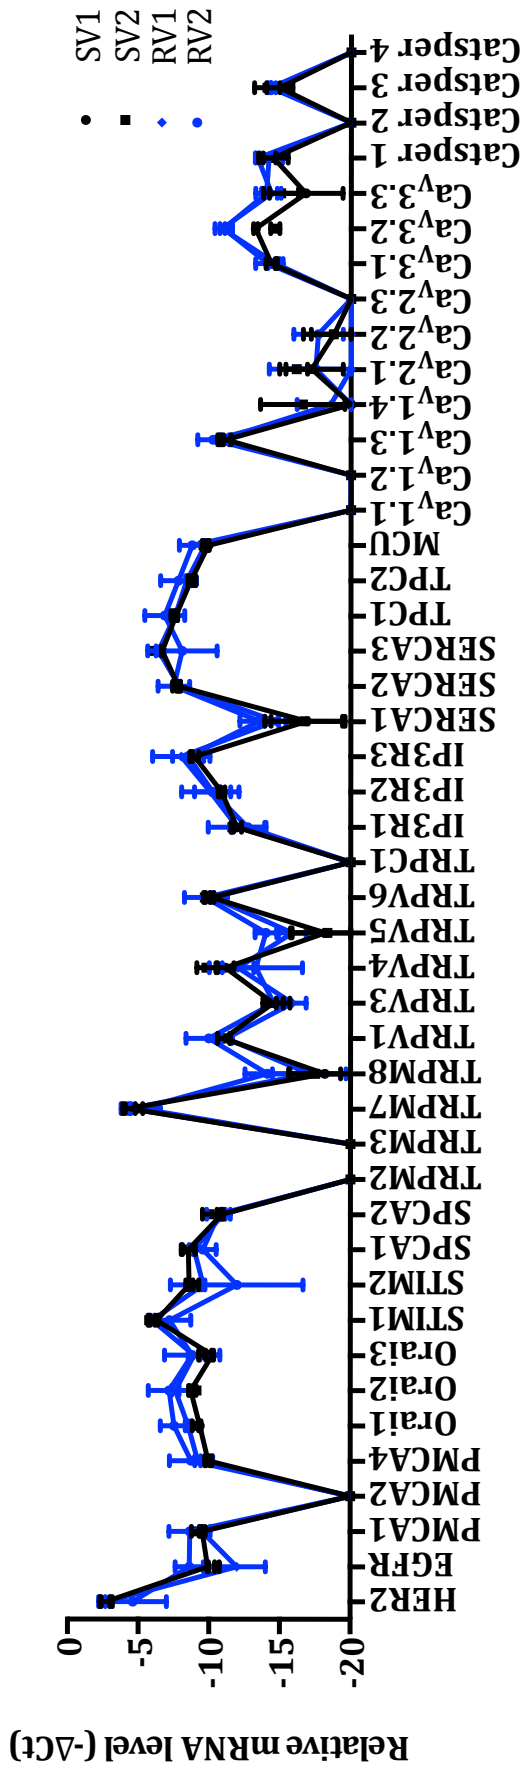 SV1
SV2
RV1
RV2
Relative mRNA level (-ΔCt)
0
-5
-10
-15
-20
HER2
EGFR
PMCA1
PMCA2
PMCA4
Orai1
Orai2
Orai3
STIM1
STIM2
SPCA1
SPCA2
TRPM2
TRPM3
TRPM7
TRPM8
TRPV1
TRPV3
TRPV4
TRPV5
TRPV6
TRPC1
IP3R1
IP3R2
IP3R3
SERCA1
SERCA2
SERCA3
TPC1
TPC2
MCU
Caᵥ1.1
Caᵥ1.2
Caᵥ1.3
Caᵥ1.4
Caᵥ2.1
Caᵥ2.2
Caᵥ2.3
Caᵥ3.1
Caᵥ3.2
Caᵥ3.3
Catsper 1
Catsper 2
Catsper 3
Catsper 4